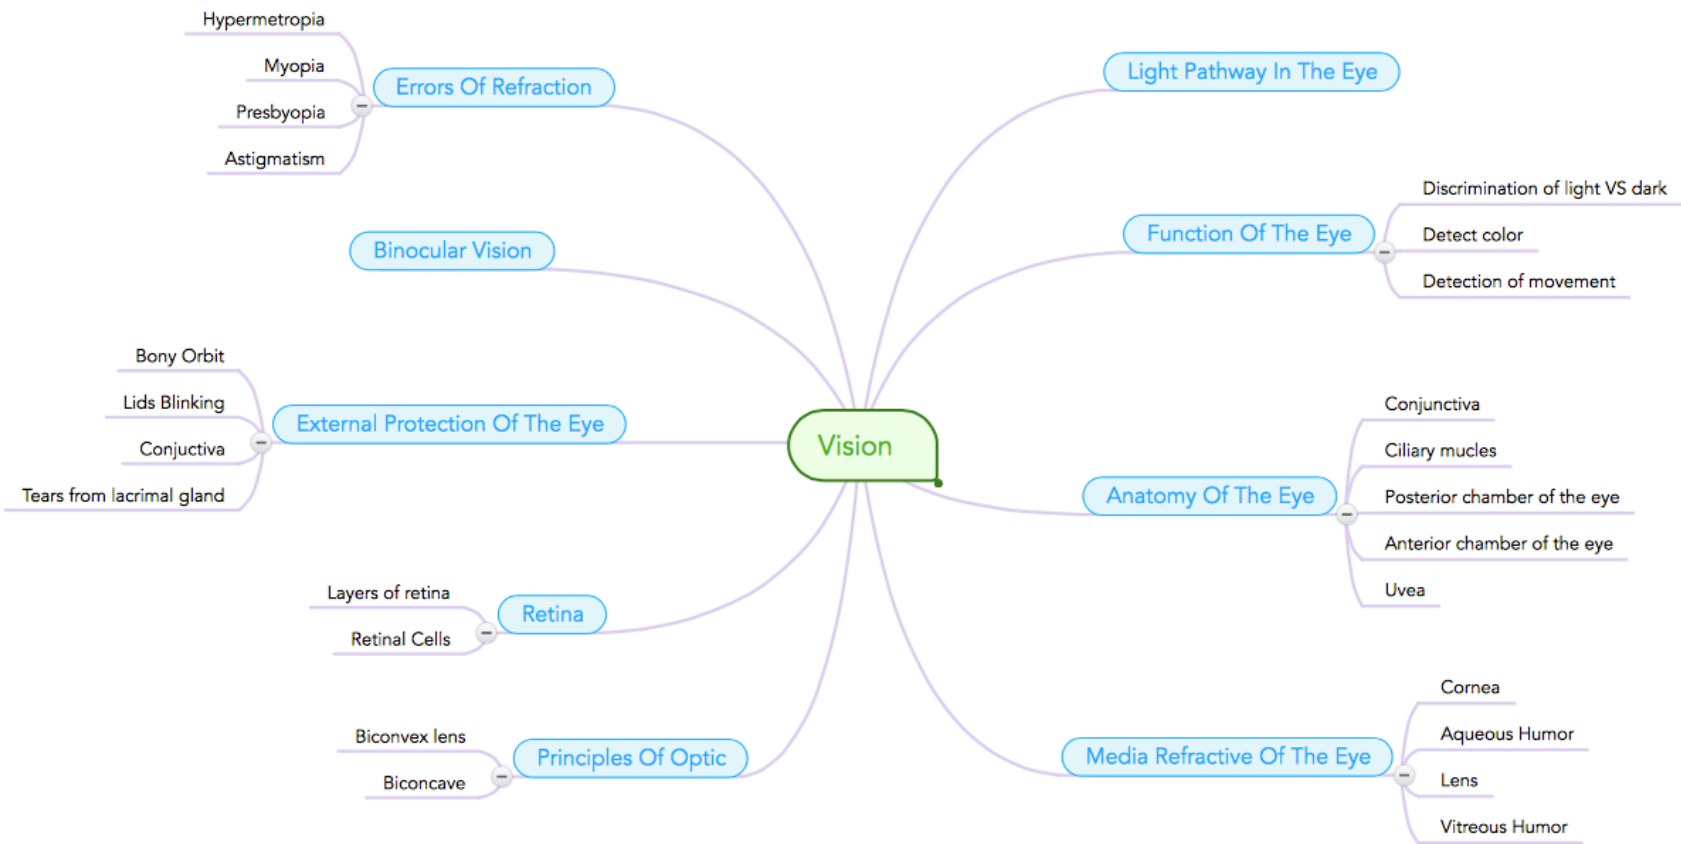 Vision
Errors Of Refraction
Hypermetropia
Myopia
Presbyopia
Astigmatism
Binocular Vision
External Protection Of The Eye
Bony Orbit
Lids Blinking
Conjuctiva
Tears from lacrimal gland
Retina
Layers of retina
Retinal Cells
Principles Of Optic
Biconvex lens
Biconcave
Light Pathway In The Eye
Function Of The Eye
Discrimination of light VS dark
Detect color
Detection of movement
Anatomy Of The Eye
Conjunctiva
Ciliary mucles
Posterior chamber of the eye
Anterior chamber of the eye
Uvea
Media Refractive Of The Eye
Cornea
Aqueous Humor
Lens
Vitreous Humor